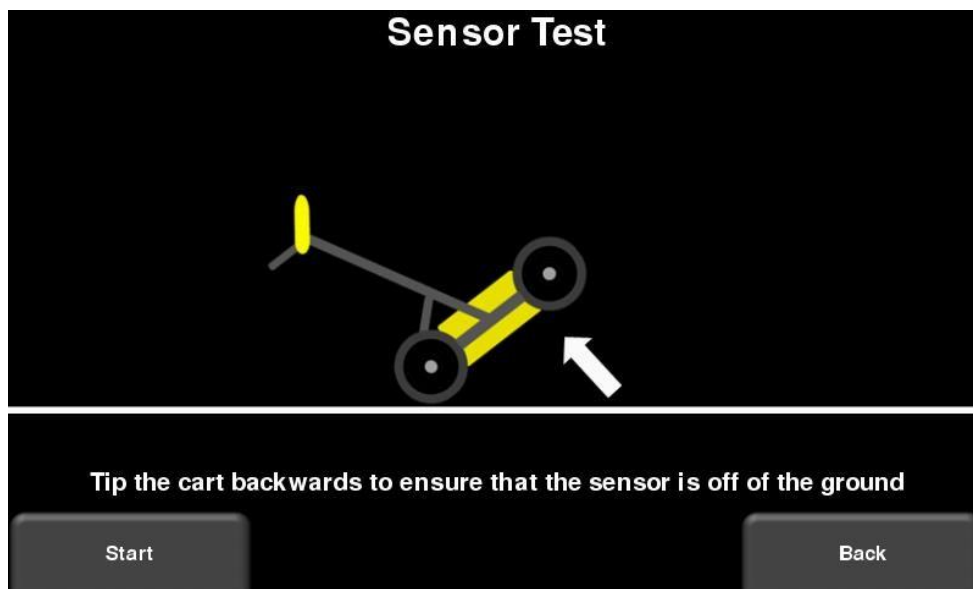 Sensor Test
Tip the cart backwards to ensure that the sensor is off of the ground
Start
Back